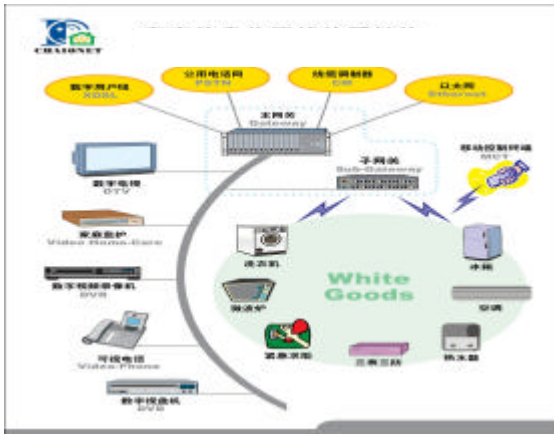 CHAIONET
公用电话网
PSTN
线缆调制器
CM
数字用户线
XDSL
以太网
Ethernet
主网关
Gateway
移动控制终端
MCT
子网关
Sub-Gateway
数字电视
DTV
家庭监护
Video Home-Care
洗衣机
冰箱
数字视频录像机
DVR
White
Goods
微波炉
空调
可视电话
Video-Phone
紧急求助
三表三防
热水器
数字视盘机
DVD